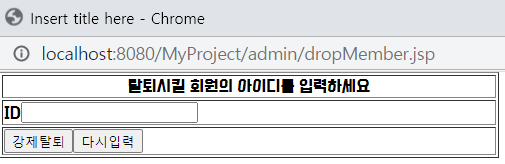 Insert title here - Chrome
localhost:8080/MyProject/admin/dropMember.jsp
탈퇴시킬 회원의 아이디를 입력하세요
ID
강제탈퇴 다시입력